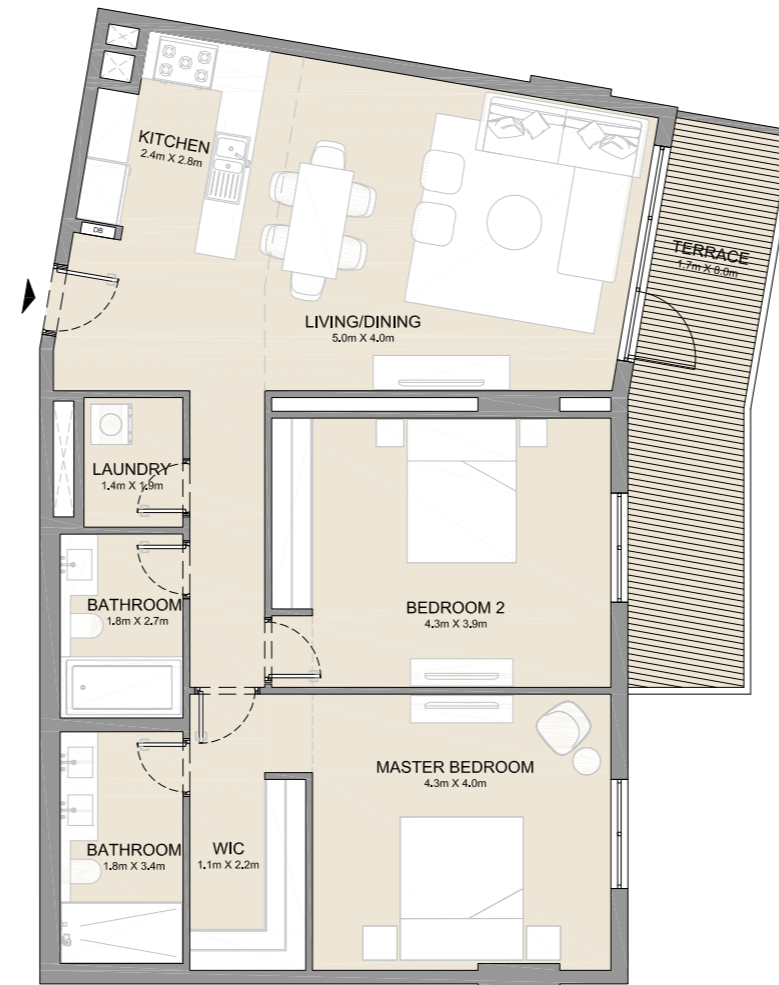 KITCHEN
2.4m X 2.8m
DB
TERRACE
1.7m X 8.0m
LIVING/DINING
5.0m X 4.0m
LAUNDRY
1.4m X 1.9m
BATHROOM
1.8m X 2.7m
BEDROOM 2
4.3m X 3.9m
MASTER BEDROOM
4.3m X 4.0m
BATHROOM
1.8m X 3.4m
WIC
1.1m X 2.2m